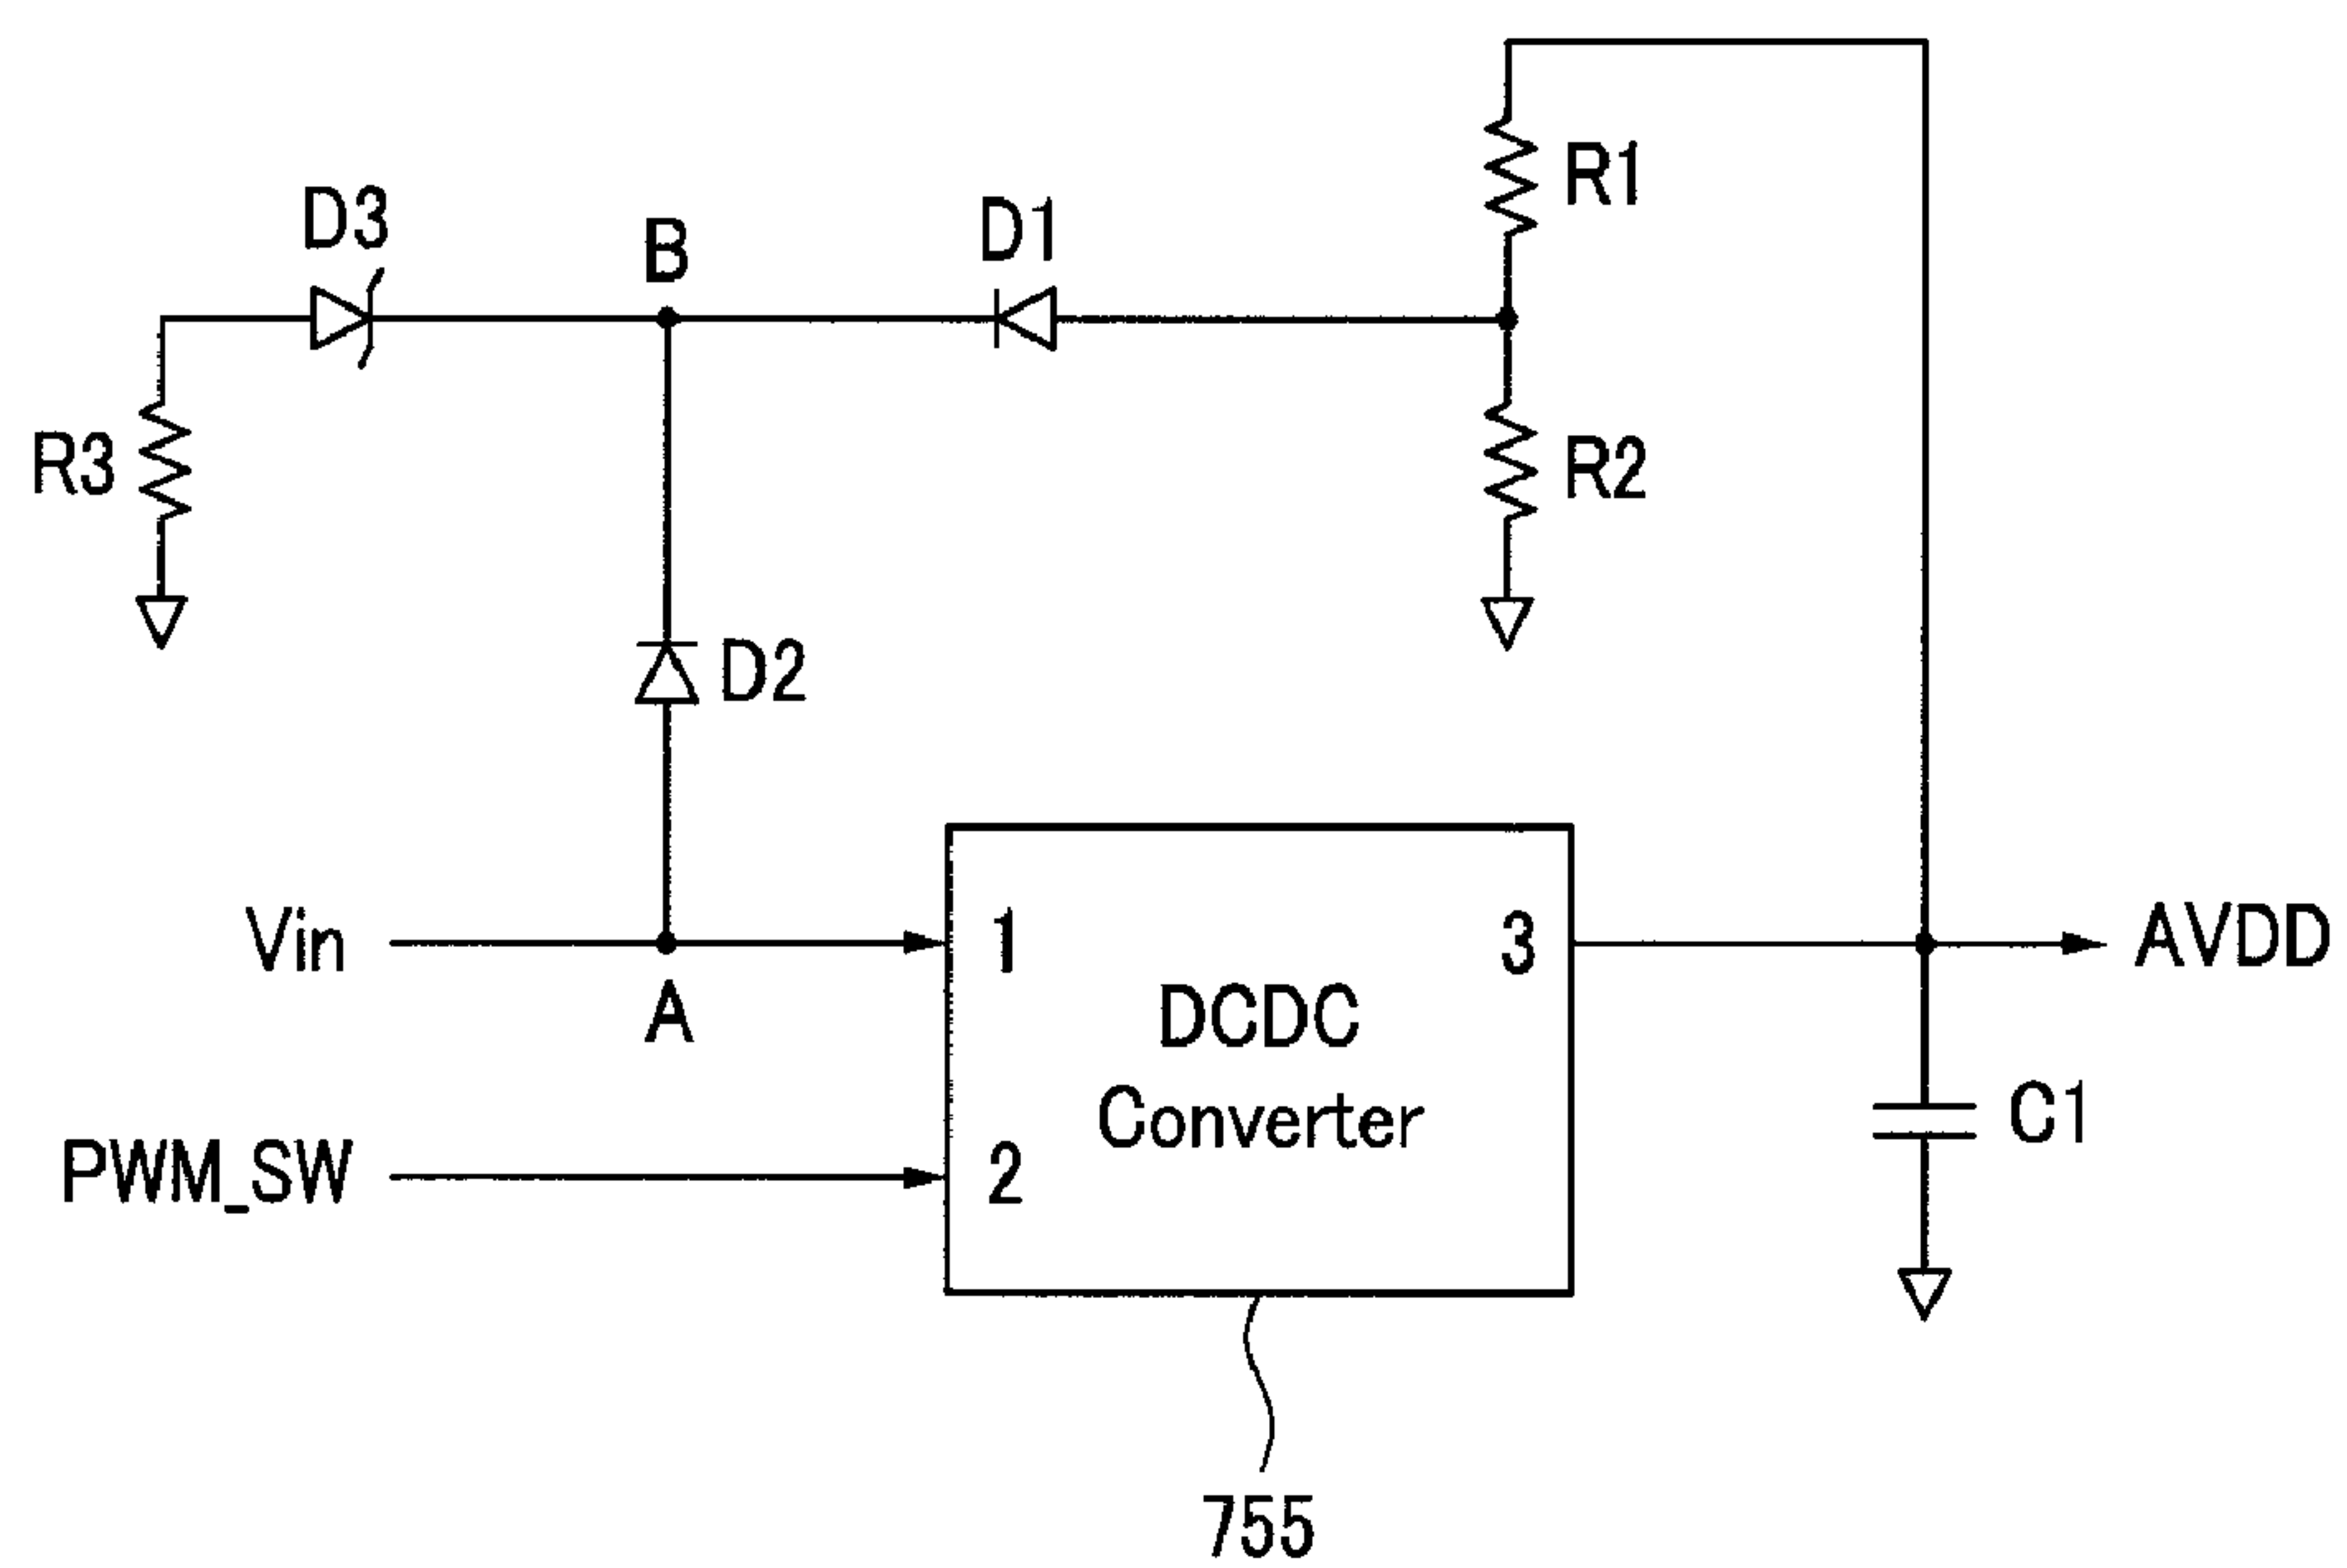 R1
D3
B
D1
R3
R2
D2
Vin
1
3
AVDD
A
DCDC
Converter
C1
PWM_SW
2
755